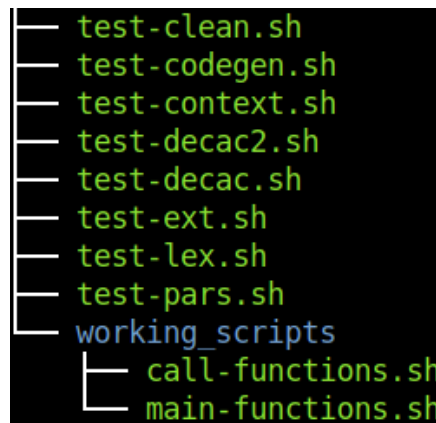 test-clean.sh
test-codegen.sh
test-context.sh
test-decac2.sh
test-decac.sh
test-ext.sh
test-lex.sh
test-pars.sh
working_scripts
call-functions.sh
main-functions.sh